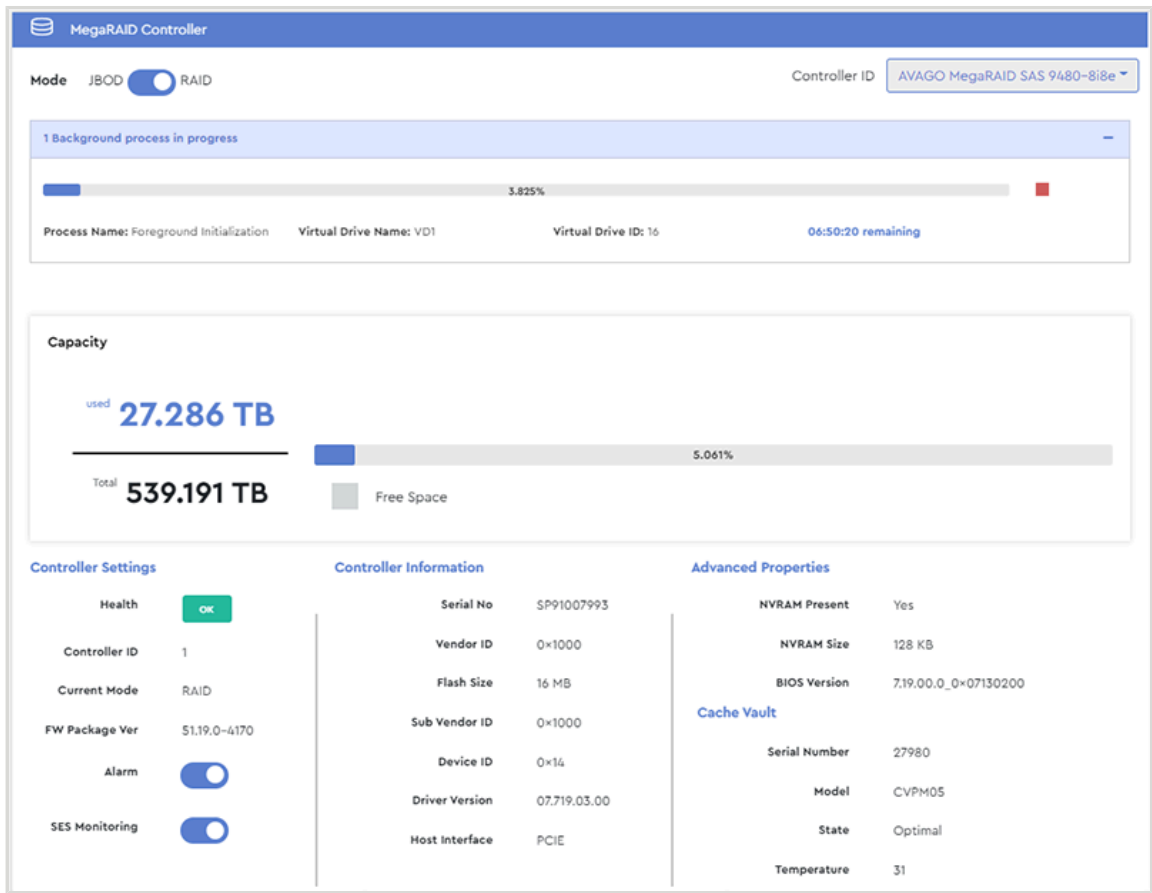 MegaRAID Controller
Mode JBOD RAID Controller ID AVAGO MegaRAID SAS 9480-8i8e
1 Background process in progress
3.825%
Process Name: Foreground Initialization Virtual Drive Name: VD1 Virtual Drive ID: 16 06:50:20 remaining
Capacity
used 27.286 TB
5.061%
Total 539.191 TB
Free Space
Controller Settings
Health OK
Controller ID 1
Current Mode RAID
FW Package Ver 51.19.0-4170
Alarm
SES Monitoring
Controller Information
Serial No SP91007993
Vendor ID 0×1000
Flash Size 16 MB
Sub Vendor ID 0×1000
Device ID 0×14
Driver Version 07.719.03.00
Host Interface PCIE
Advanced Properties
NVRAM Present Yes
NVRAM Size 128 KB
BIOS Version 7.19.00.0_0×07130200
Cache Vault
Serial Number 27980
Model CVPM05
State Optimal
Temperature 31